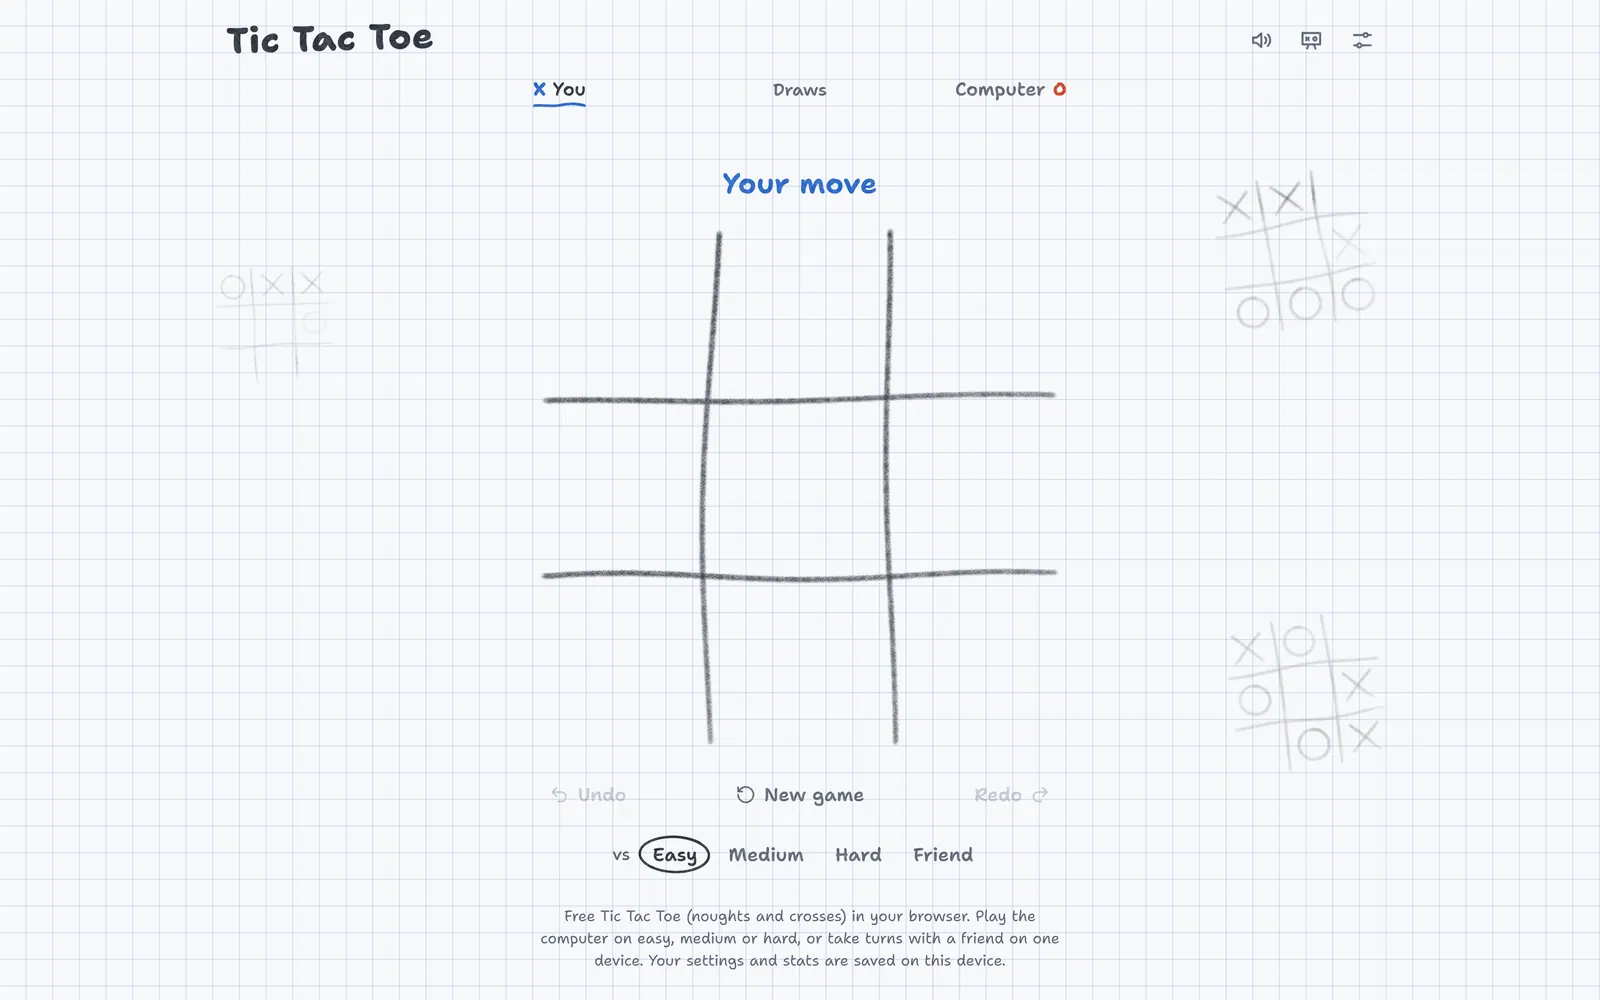 Tic Tac Toe
X You
Draws
Computer O
Your move
X X
X
O O O
O X X
O
X O
O X
O X
Undo
New game
Redo
vs Easy Medium Hard Friend
Free Tic Tac Toe (noughts and crosses) in your browser. Play the
computer on easy, medium or hard, or take turns with a friend on one
device. Your settings and stats are saved on this device.